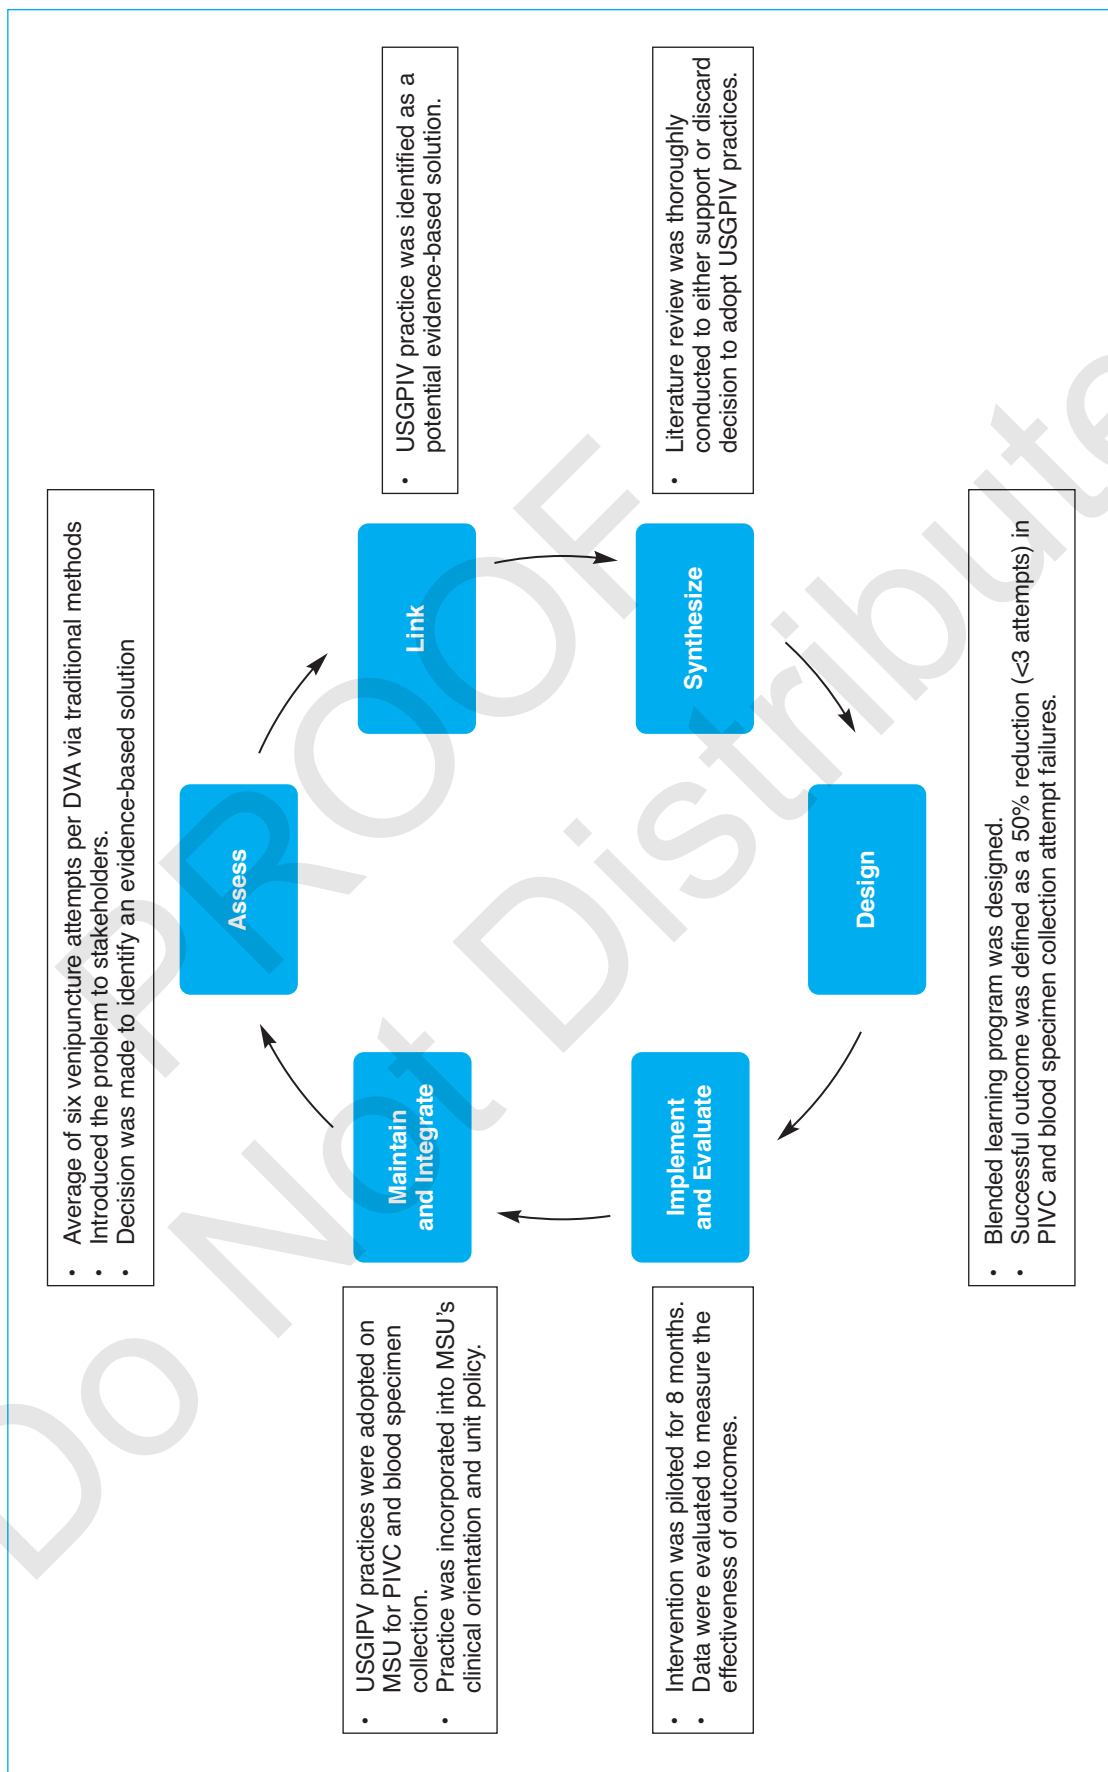 Assess
• Average of six venipuncture attempts per DVA via traditional methods
• Introduced the problem to stakeholders.
• Decision was made to identify an evidence-based solution
Link
• USGPIV practice was identified as a
potential evidence-based solution.
Synthesize
• Literature review was thoroughly
conducted to either support or discard
decision to adopt USGPIV practices.
Design
• Blended learning program was designed.
• Successful outcome was defined as a 50% reduction (<3 attempts) in
PIVC and blood specimen collection attempt failures.
Implement
and Evaluate
• Intervention was piloted for 8 months.
• Data were evaluated to measure the
effectiveness of outcomes.
Maintain
and Integrate
• USGIPV practices were adopted on
MSU for PIVC and blood specimen
collection.
• Practice was incorporated into MSU’s
clinical orientation and unit policy.
PROOF
Do Not Distribute